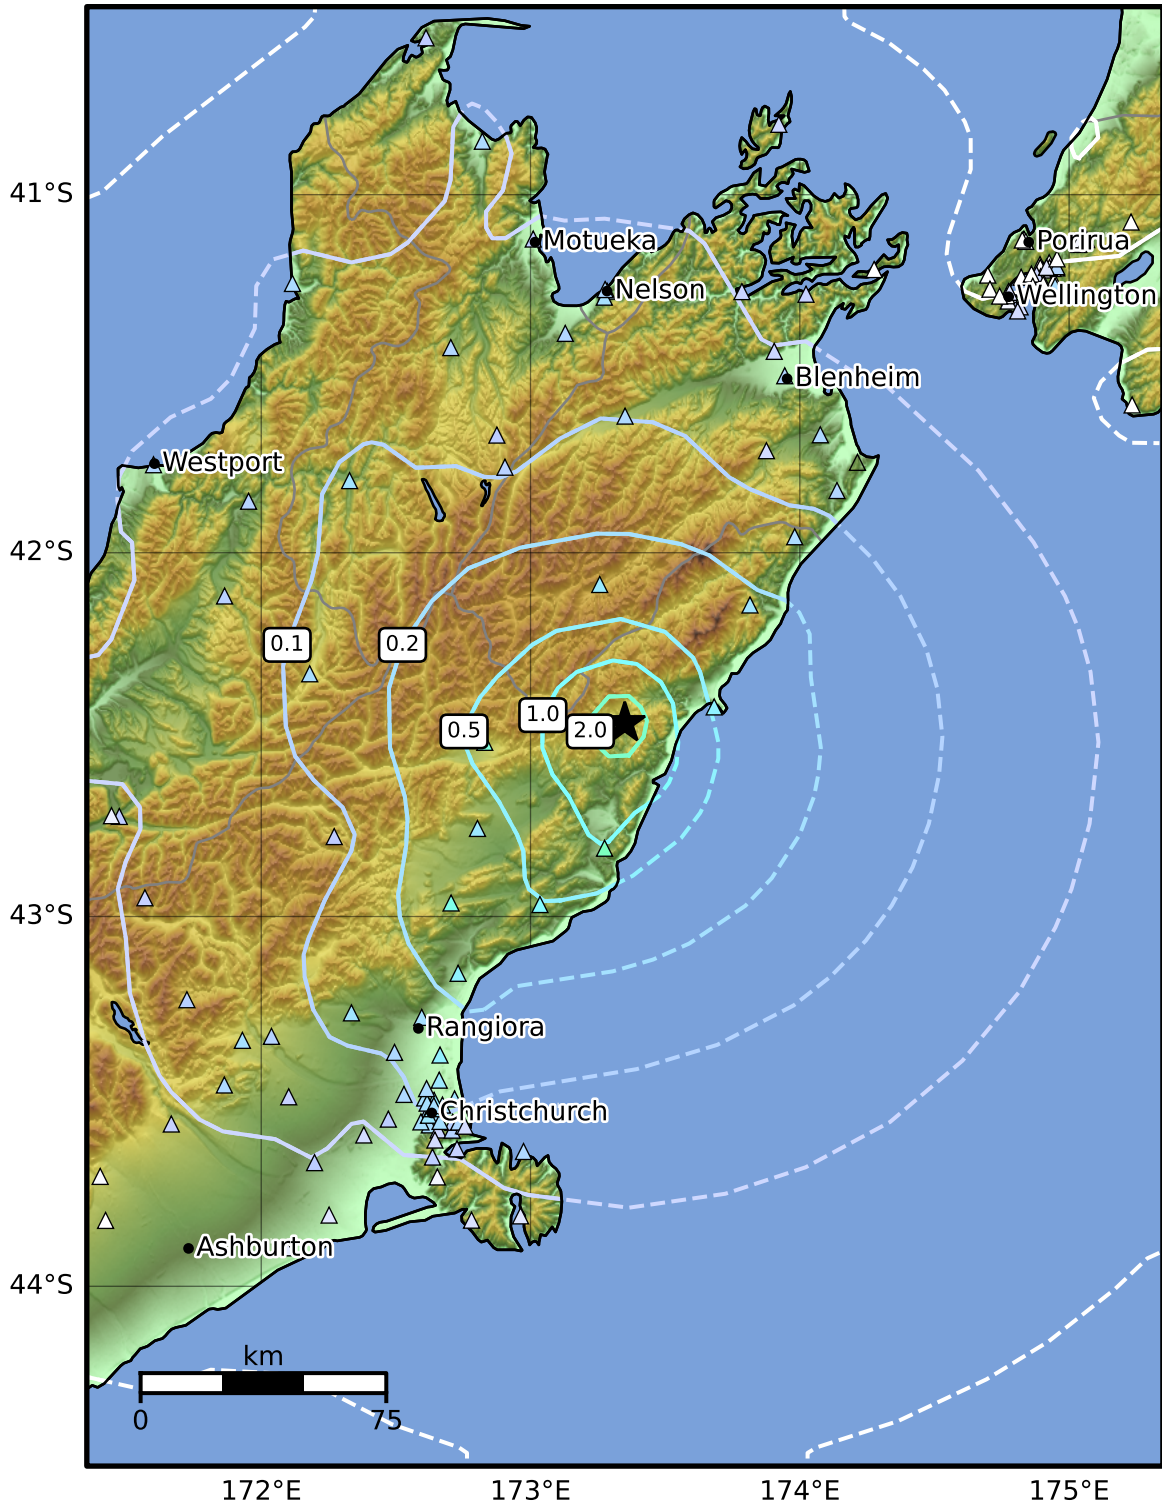 41°S
Motueka
Porirua
Nelson
Wellington
Blenheim
Westport
42°S
0.1
0.2
0.5
1.0
2.0
43°S
Rangiora
Christchurch
Ashburton
44°S
km
0
75
172°E
173°E
174°E
175°E